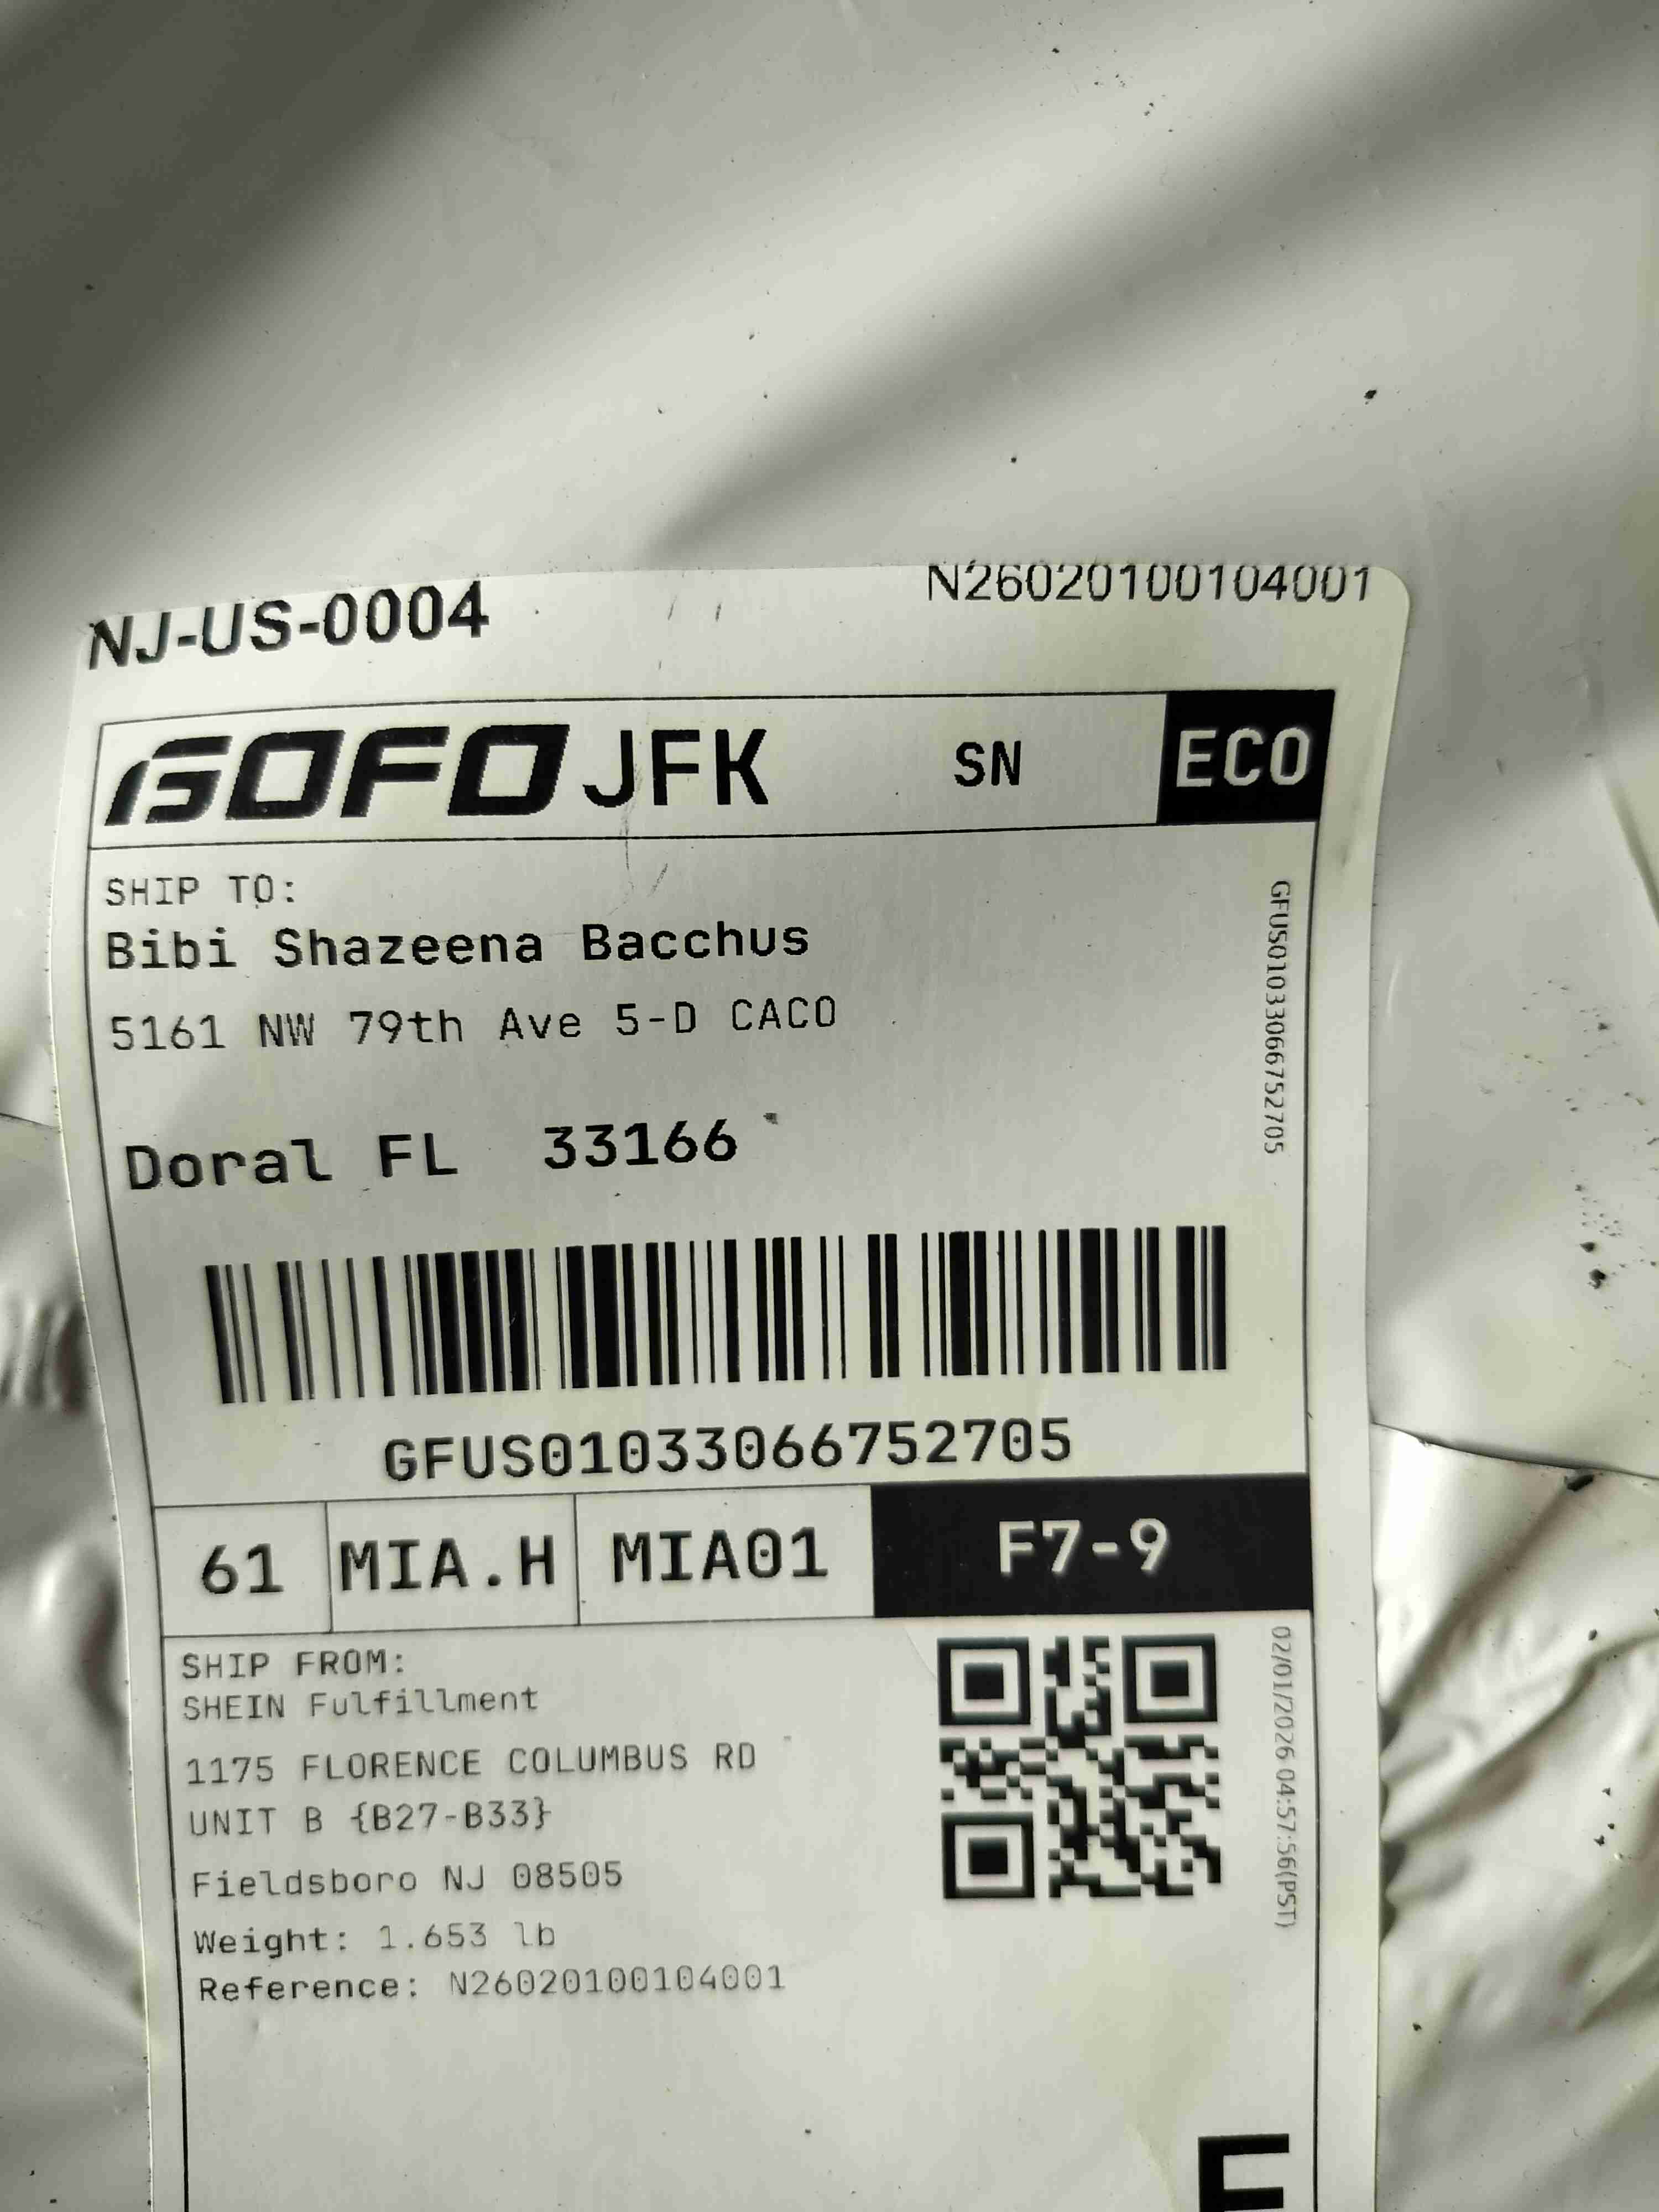 NJ-US-0004
N26020100104001
GOFO JFK SN ECO
SHIP TO:
Bibi Shazeena Bacchus
5161 NW 79th Ave 5-D CACO
Doral FL 33166
GFUS01033066752705
GFUS01033066752705
61 MIA.H MIA01 F7-9
SHIP FROM:
SHEIN Fulfillment
1175 FLORENCE COLUMBUS RD
UNIT B {B27-B33}
Fieldsboro NJ 08505
Weight: 1.653 lb
Reference: N26020100104001
02/01/2026 04:57:56(PST)